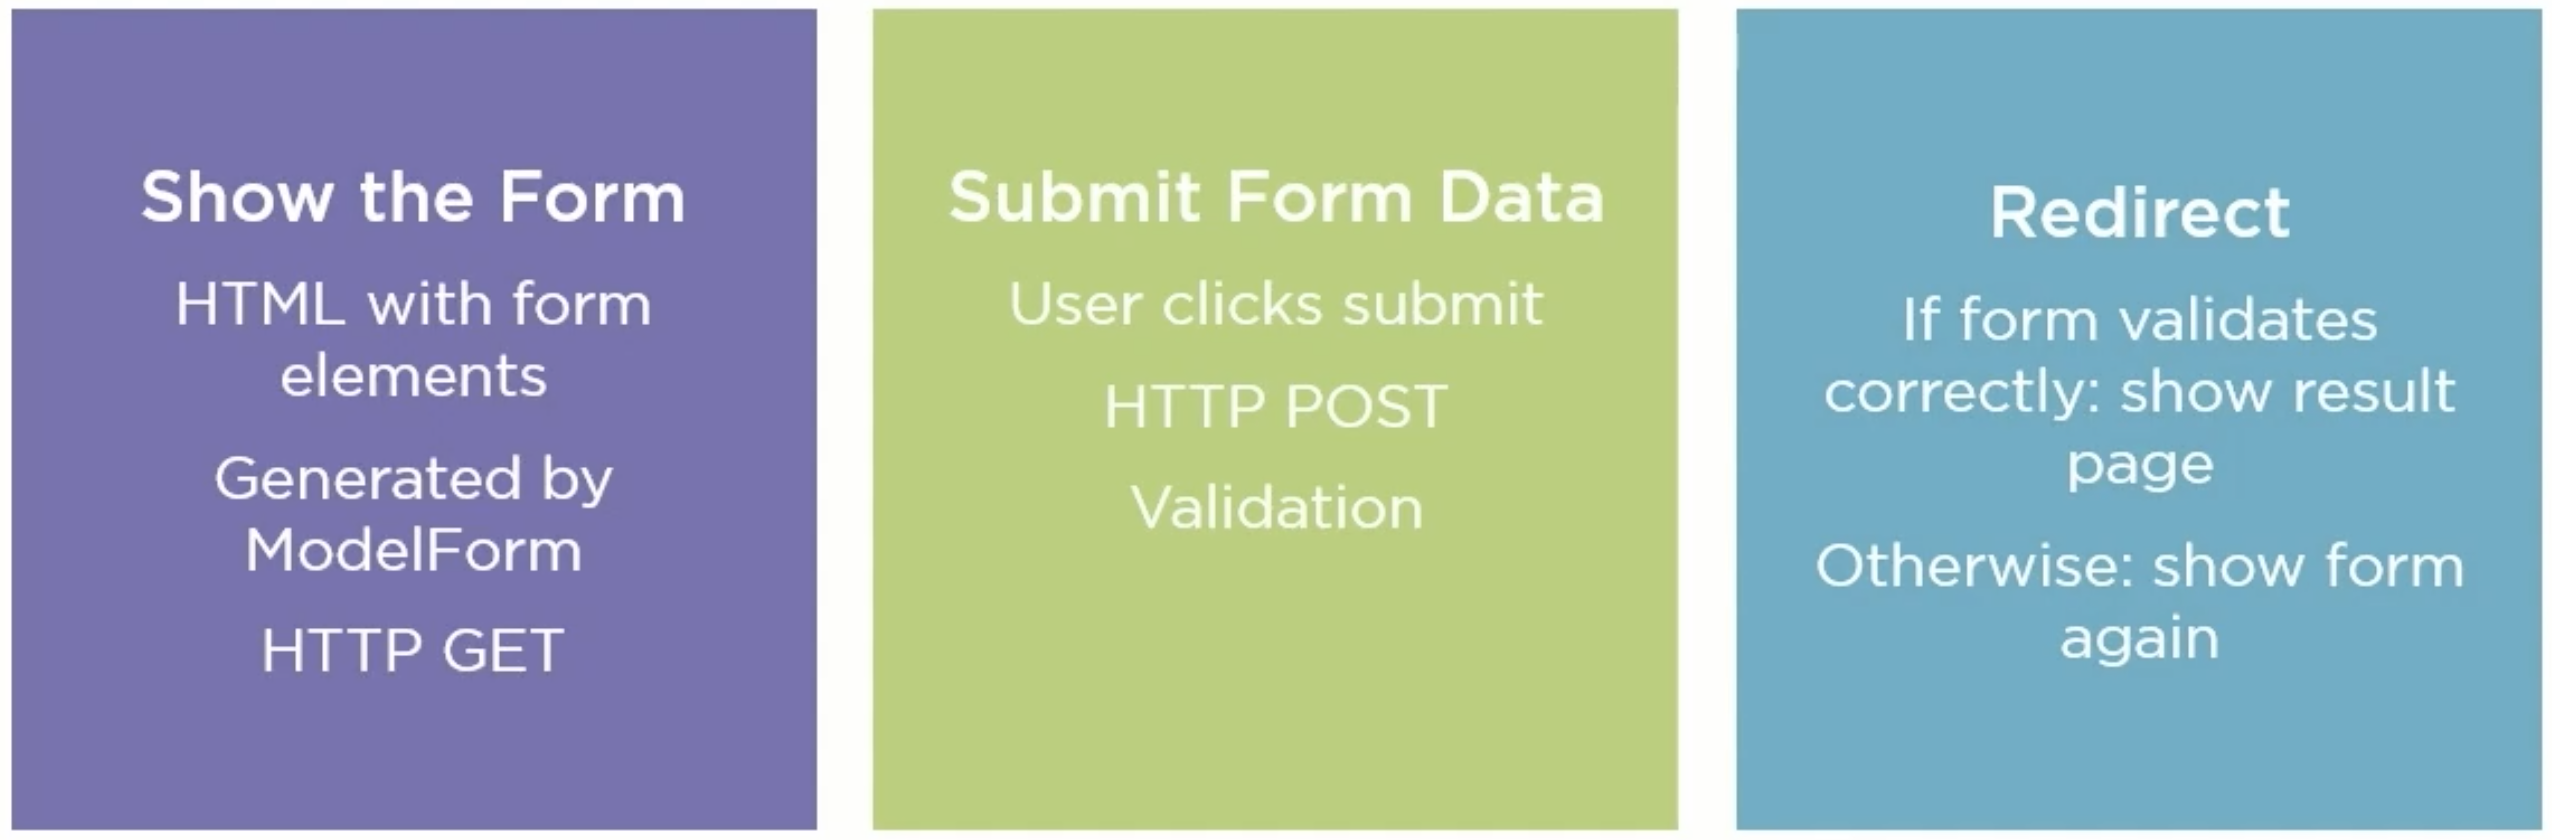 Show the Form
HTML with form
elements
Generated by
ModelForm
HTTP GET
Submit Form Data
User clicks submit
HTTP POST
Validation
Redirect
If form validates
correctly: show result
page
Otherwise: show form
again